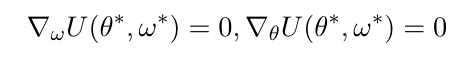 ∇_ω U(θ*, ω*) = 0, ∇_θ U(θ*, ω*) = 0